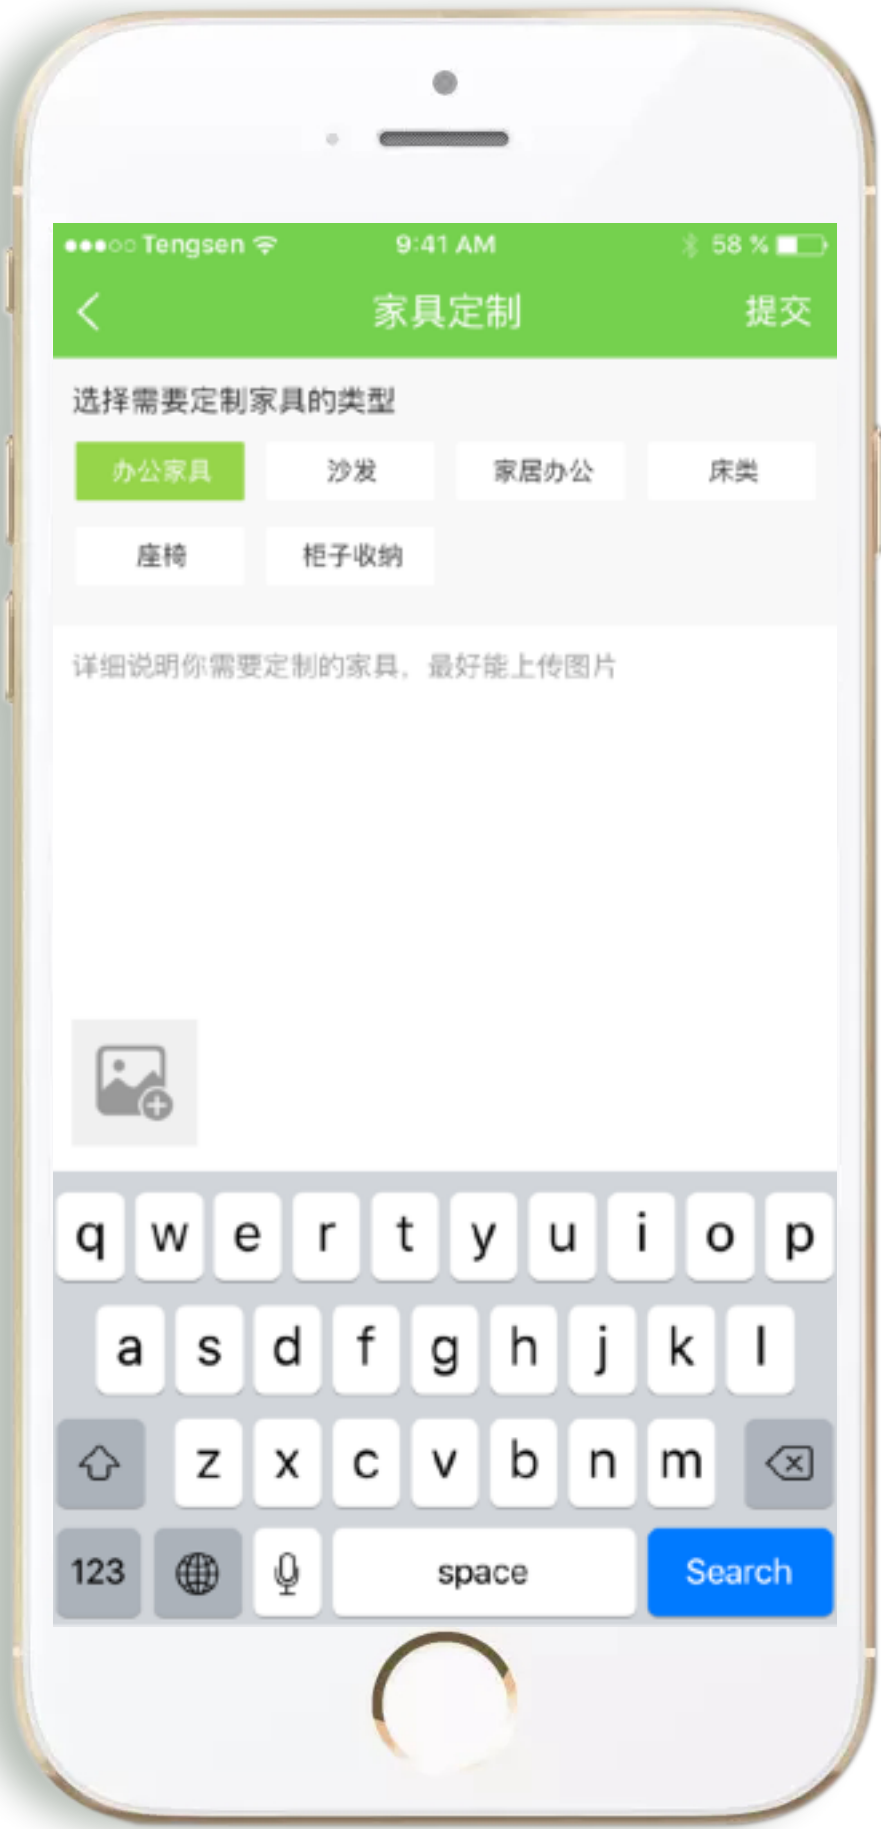 Tengsen 9:41 AM 58 %
家具定制 提交
选择需要定制家具的类型
办公家具 沙发 家居办公 床类
座椅 柜子收纳
详细说明你需要定制的家具，最好能上传图片
q w e r t y u i o p
a s d f g h j k l
z x c v b n m
123 space Search